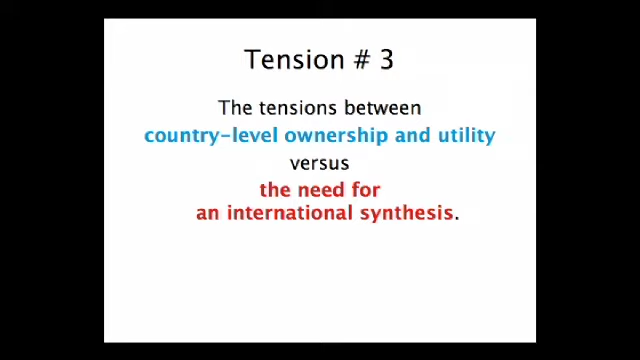 Tension # 3
The tensions between
country-level ownership and utility
versus
the need for
an international synthesis.